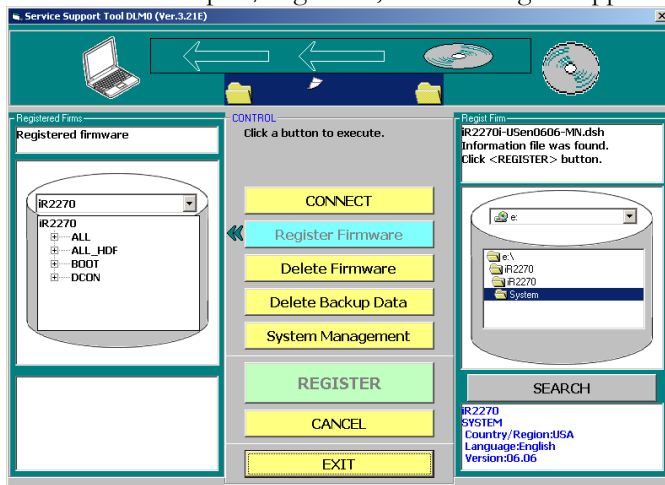 Service Support Tool DLM0 (Ver.3.21E)
Registered Firms
Registered firmware
iR2270
iR2270
ALL
ALL_HDF
BOOT
DCON
CONTROL
Click a button to execute.
CONNECT
Register Firmware
Delete Firmware
Delete Backup Data
System Management
REGISTER
CANCEL
EXIT
Regist Firm
iR2270i-USen0606-MN.dsh
Information file was found.
Click <REGISTER> button.
e:
e:\
iR2270
iR2270
System
SEARCH
iR2270
SYSTEM
Country/Region:USA
Language:English
Version:06.06